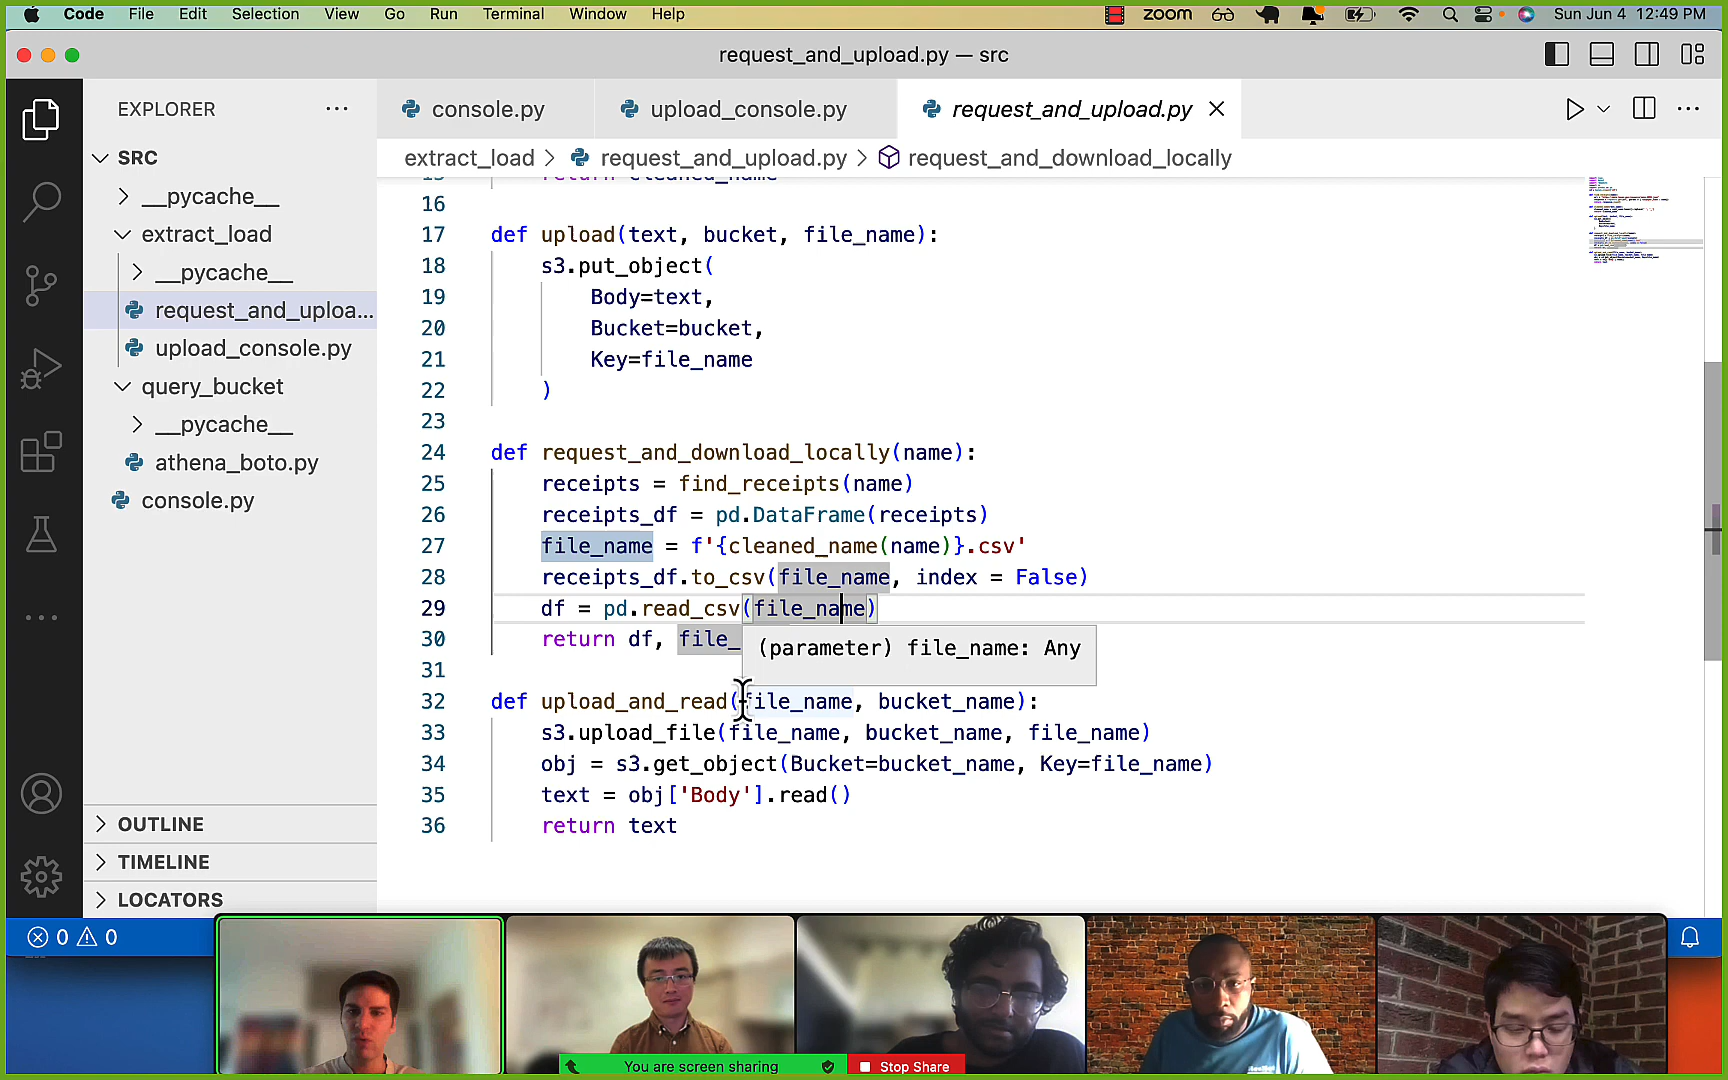 Code File Edit Selection View Go Run Terminal Window Help zoom Sun Jun 4 12:49 PM
request_and_upload.py — src
EXPLORER
console.py
upload_console.py
request_and_upload.py
extract_load > request_and_upload.py > request_and_download_locally
SRC
__pycache__
extract_load
__pycache__
request_and_uploa...
upload_console.py
query_bucket
__pycache__
athena_boto.py
console.py
OUTLINE
TIMELINE
LOCATORS
15 return cleaned_name
16
17 def upload(text, bucket, file_name):
18 s3.put_object(
19 Body=text,
20 Bucket=bucket,
21 Key=file_name
22 )
23
24 def request_and_download_locally(name):
25 receipts = find_receipts(name)
26 receipts_df = pd.DataFrame(receipts)
27 file_name = f'{cleaned_name(name)}.csv'
28 receipts_df.to_csv(file_name, index = False)
29 df = pd.read_csv(file_name)
30 return df, file_
(parameter) file_name: Any
31
32 def upload_and_read(file_name, bucket_name):
33 s3.upload_file(file_name, bucket_name, file_name)
34 obj = s3.get_object(Bucket=bucket_name, Key=file_name)
35 text = obj['Body'].read()
36 return text
0 0
You are screen sharing
Stop Share